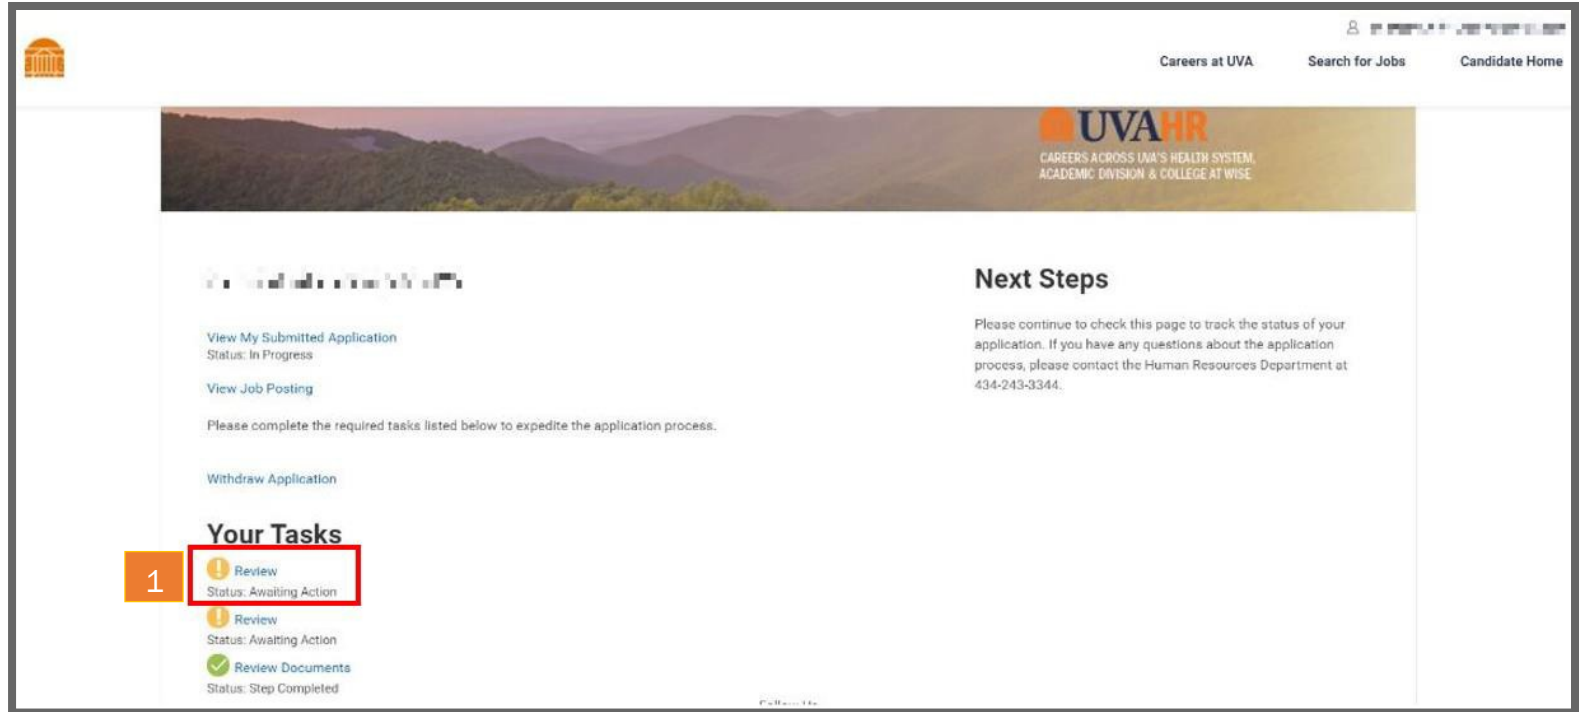 Careers at UVA
Search for Jobs
Candidate Home
UVAHR
CAREERS ACROSS UVA'S HEALTH SYSTEM,
ACADEMIC DIVISION & COLLEGE AT WISE
View My Submitted Application
Status: In Progress
View Job Posting
Please complete the required tasks listed below to expedite the application process.
Withdraw Application
Your Tasks
1
Review
Status: Awaiting Action
Review
Status: Awaiting Action
Review Documents
Status: Step Completed
Next Steps
Please continue to check this page to track the status of your
application. If you have any questions about the application
process, please contact the Human Resources Department at
434-243-3344.